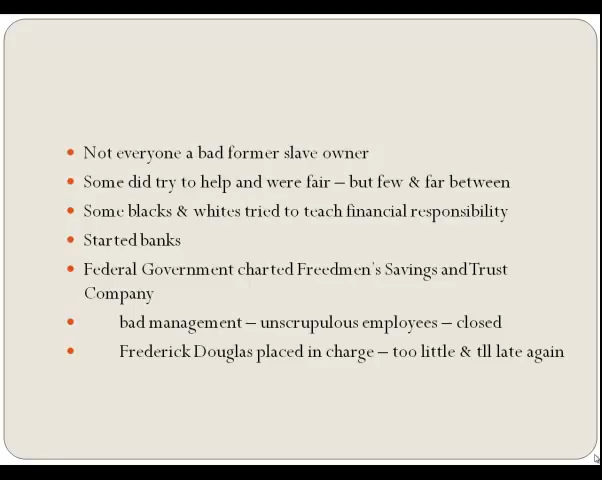 • Not everyone a bad former slave owner
• Some did try to help and were fair – but few & far between
• Some blacks & whites tried to teach financial responsibility
• Started banks
• Federal Government charted Freedmen's Savings and Trust
Company
• bad management – unscrupulous employees – closed
• Frederick Douglas placed in charge – too little & tll late again